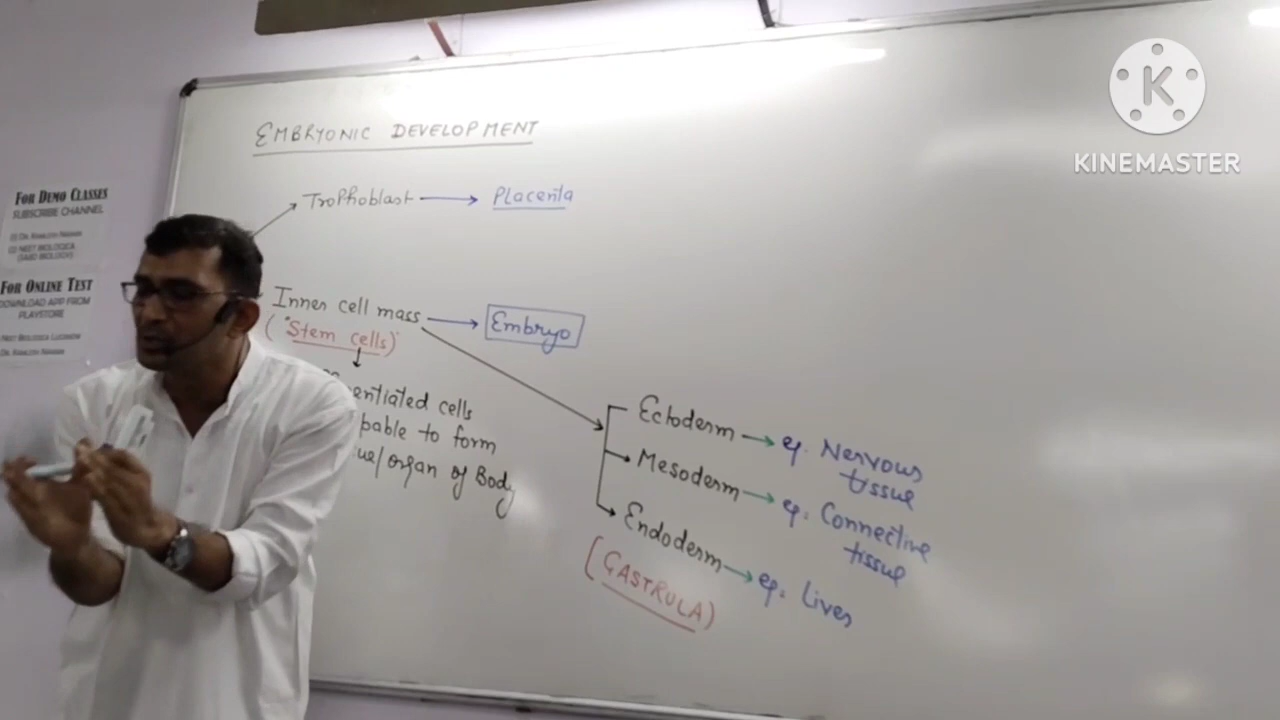 EMBRYONIC DEVELOPMENT
Trophoblast → Placenta
Inner cell mass → Embryo
("Stem cells")
entiated cells
pable to form
ue/organ of Body
Ectoderm → eg. Nervous
tissue
Mesoderm → eg. Connective
tissue
Endoderm → eg. Liver
(GASTRULA)
FOR DEMO CLASSES
SUBSCRIBE CHANNEL
FOR ONLINE TEST
DOWNLOAD APP FROM
PLAYSTORE
K
KINEMASTER